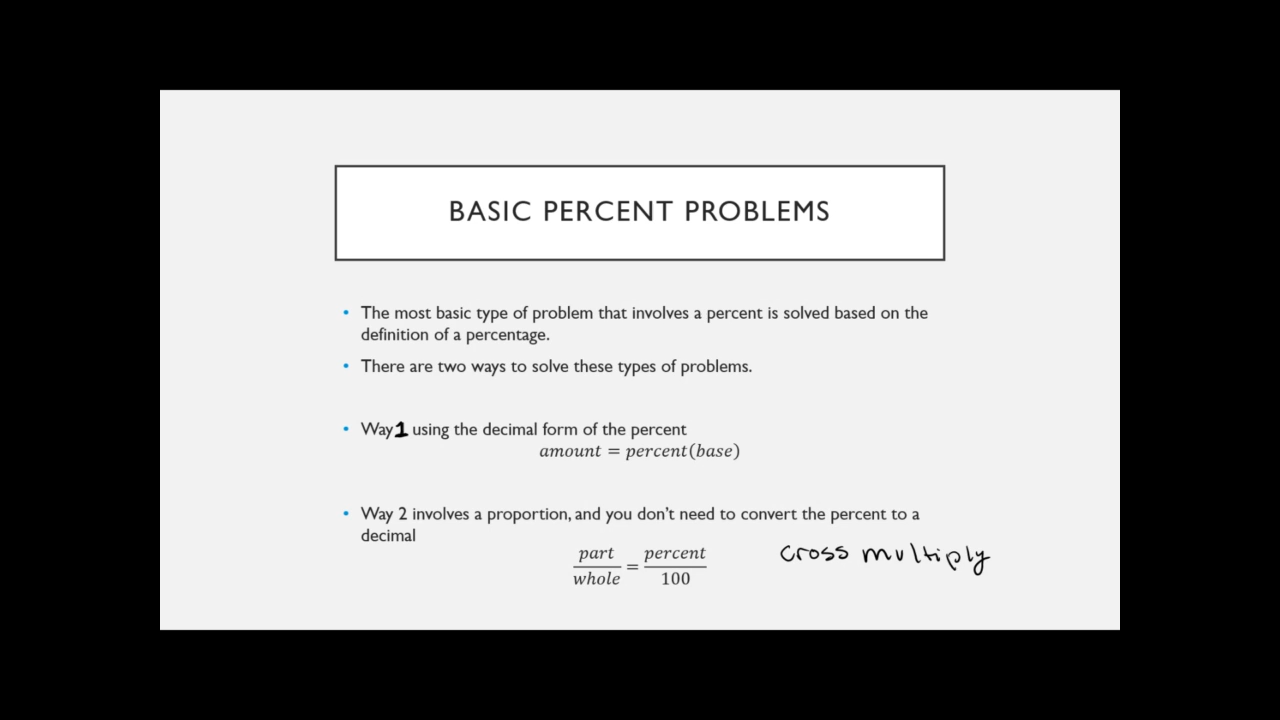 BASIC PERCENT PROBLEMS
• The most basic type of problem that involves a percent is solved based on the
definition of a percentage.
• There are two ways to solve these types of problems.
• Way 1 using the decimal form of the percent
amount = percent(base)
• Way 2 involves a proportion, and you don't need to convert the percent to a
decimal
part/whole = percent/100
cross multiply